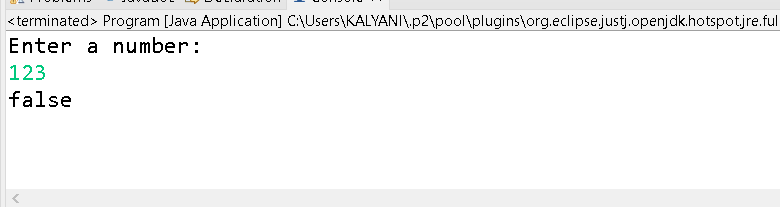 <terminated> Program [Java Application] C:\Users\KALYANI\.p2\pool\plugins\org.eclipse.justj.openjdk.hotspot.jre.ful
Enter a number:
123
false